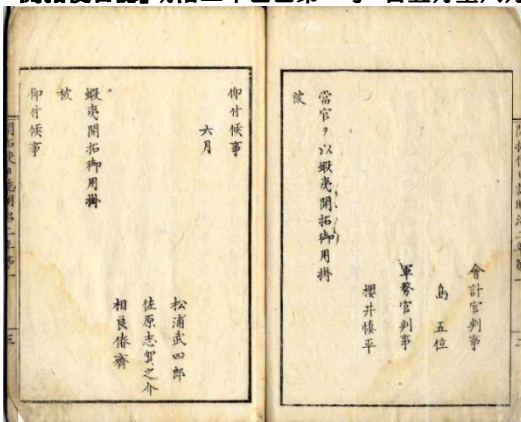 會計官判事
島 五位
軍務官判事
櫻井愼平
當官ヲ以蝦夷開拓御用掛
被
仰付候事
六月
松浦武四郎
佐原志賀之介
相良偆齋
蝦夷開拓御用掛
被
仰付候事